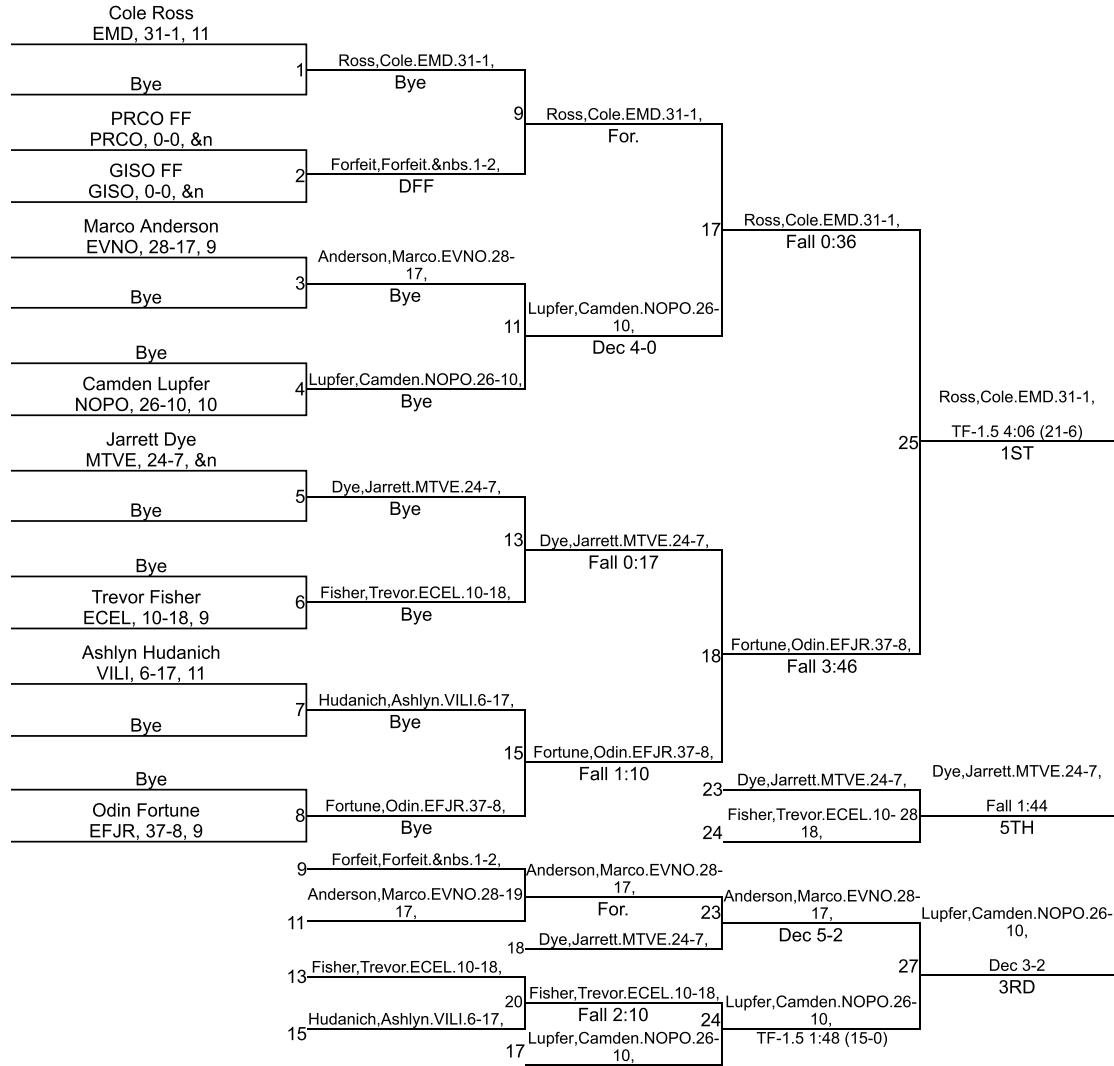 Cole Ross
EMD, 31-1, 11
Bye
1
Ross,Cole.EMD.31-1,
Bye
PRCO FF
PRCO, 0-0, &n
GISO FF
GISO, 0-0, &n
2
Forfeit,Forfeit.&nbs.1-2,
DFF
9
Ross,Cole.EMD.31-1,
For.
Marco Anderson
EVNO, 28-17, 9
Bye
3
Anderson,Marco.EVNO.28-
17,
Bye
Bye
Camden Lupfer
NOPO, 26-10, 10
4
Lupfer,Camden.NOPO.26-10,
Bye
11
Lupfer,Camden.NOPO.26-
10,
Dec 4-0
17
Ross,Cole.EMD.31-1,
Fall 0:36
Jarrett Dye
MTVE, 24-7, &n
Bye
5
Dye,Jarrett.MTVE.24-7,
Bye
Bye
Trevor Fisher
ECEL, 10-18, 9
6
Fisher,Trevor.ECEL.10-18,
Bye
13
Dye,Jarrett.MTVE.24-7,
Fall 0:17
Ashlyn Hudanich
VILI, 6-17, 11
Bye
7
Hudanich,Ashlyn.VILI.6-17,
Bye
Bye
Odin Fortune
EFJR, 37-8, 9
8
Fortune,Odin.EFJR.37-8,
Bye
15
Fortune,Odin.EFJR.37-8,
Fall 1:10
18
Fortune,Odin.EFJR.37-8,
Fall 3:46
25
Ross,Cole.EMD.31-1,
TF-1.5 4:06 (21-6)
1ST
23
Dye,Jarrett.MTVE.24-7,
24
Fisher,Trevor.ECEL.10-
18,
28
Dye,Jarrett.MTVE.24-7,
Fall 1:44
5TH
9
Forfeit,Forfeit.&nbs.1-2,
11
Anderson,Marco.EVNO.28-
17,
19
Anderson,Marco.EVNO.28-
17,
For.
18
Dye,Jarrett.MTVE.24-7,
23
Anderson,Marco.EVNO.28-
17,
Dec 5-2
13
Fisher,Trevor.ECEL.10-18,
15
Hudanich,Ashlyn.VILI.6-17,
20
Fisher,Trevor.ECEL.10-18,
Fall 2:10
17
Lupfer,Camden.NOPO.26-
10,
24
Lupfer,Camden.NOPO.26-
10,
TF-1.5 1:48 (15-0)
27
Lupfer,Camden.NOPO.26-
10,
Dec 3-2
3RD